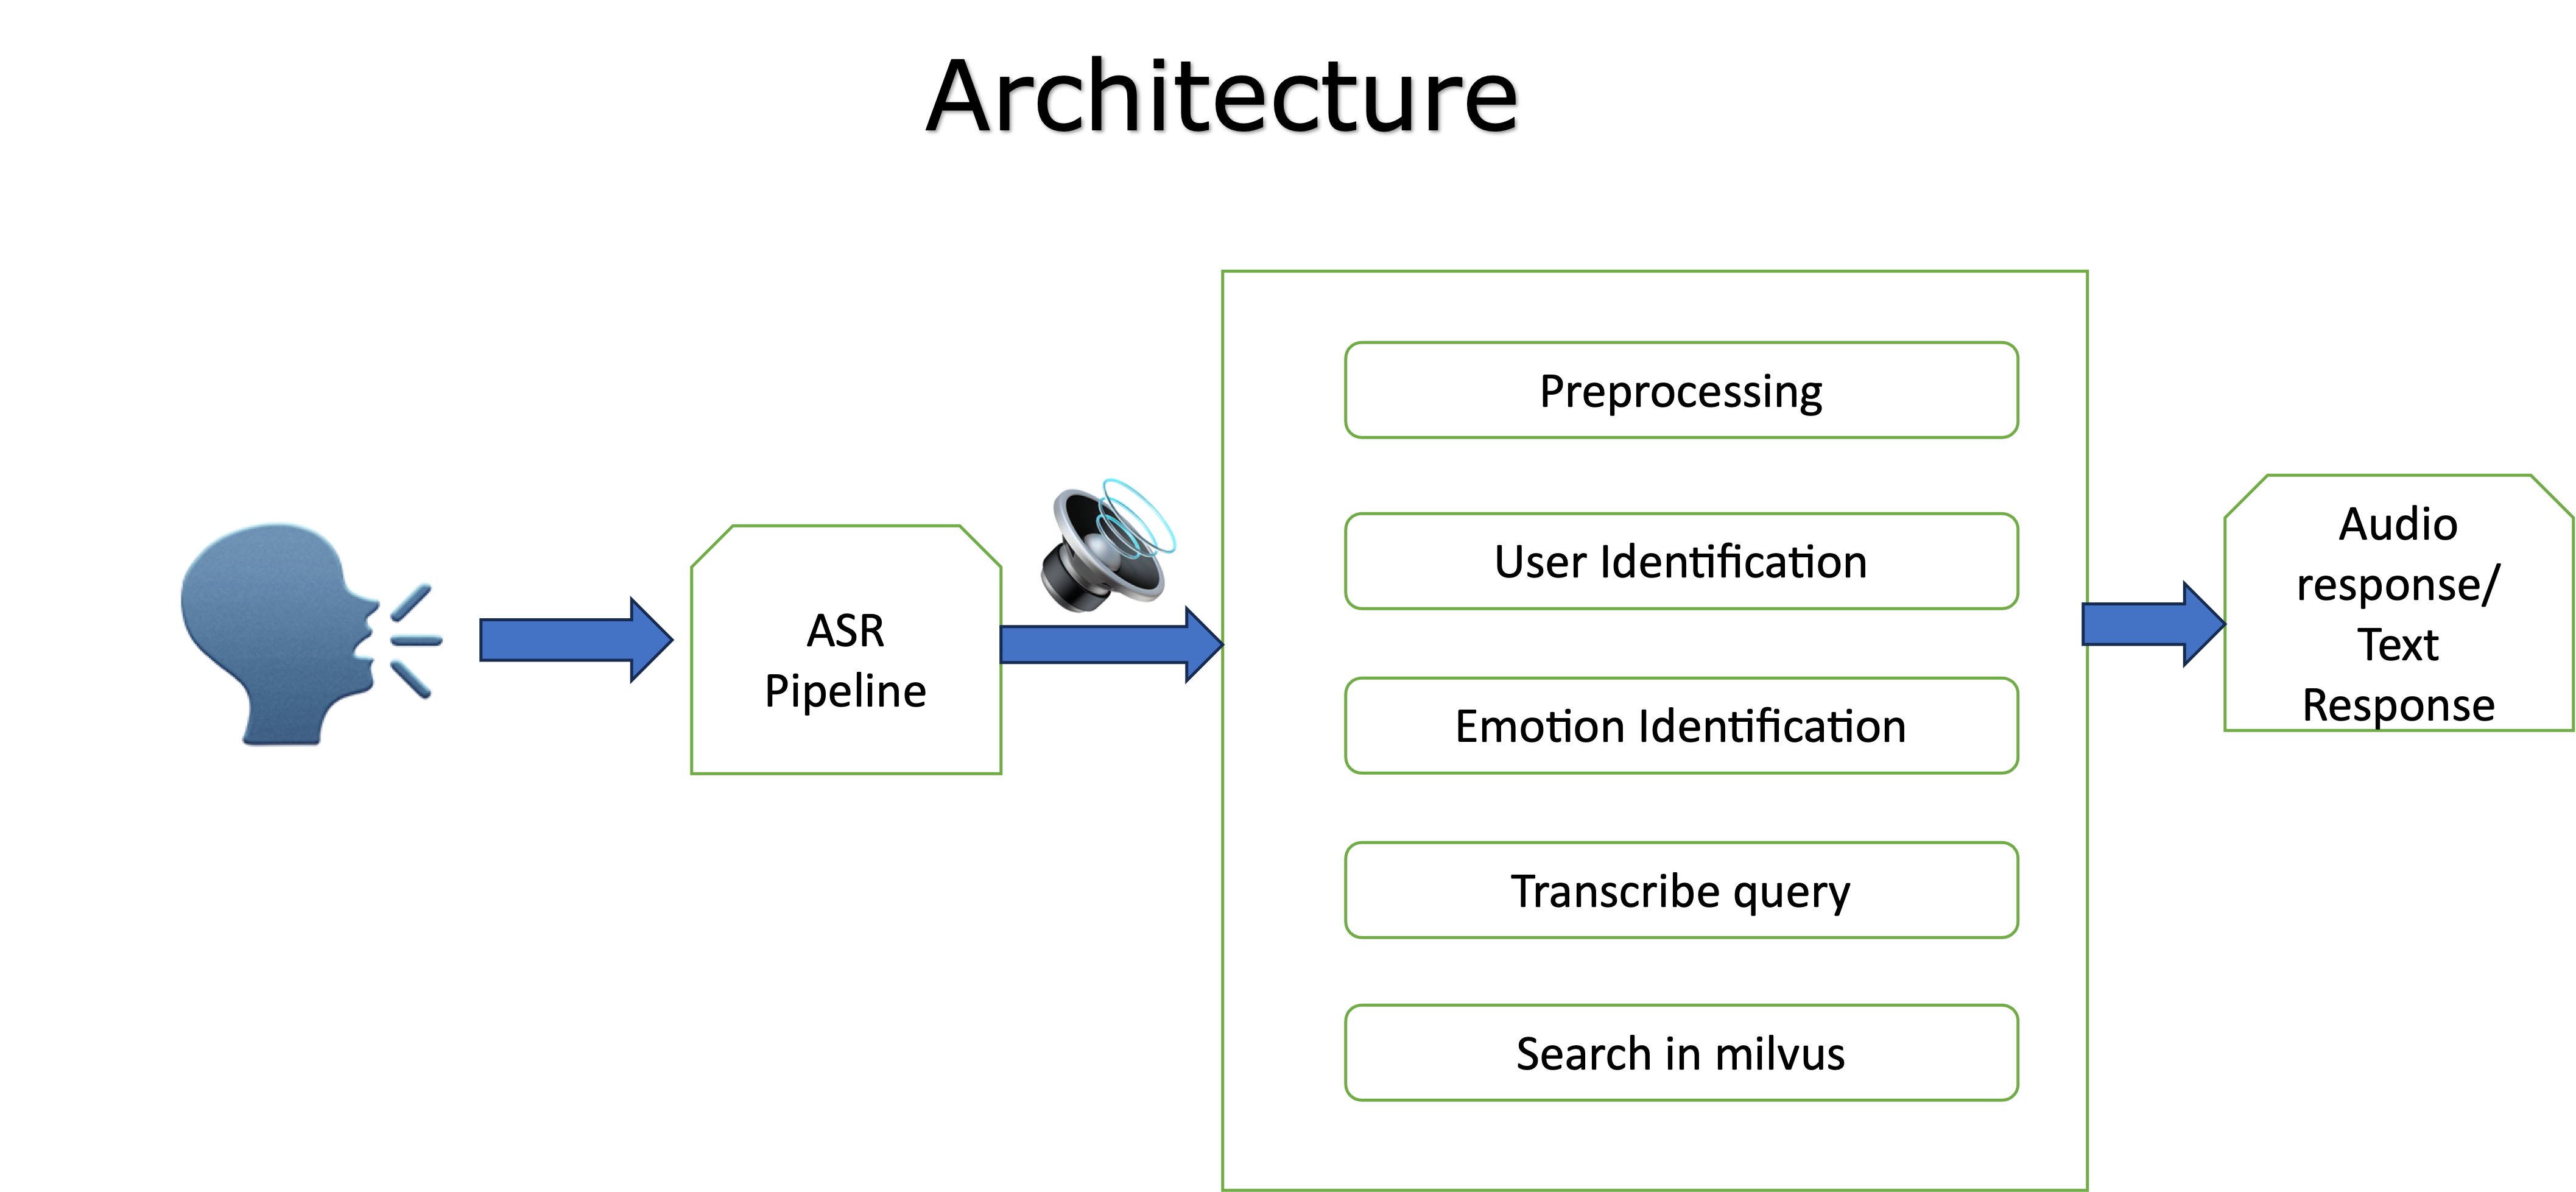 Architecture
ASR
Pipeline
Preprocessing
User Identification
Emotion Identification
Transcribe query
Search in milvus
Audio
response/
Text
Response